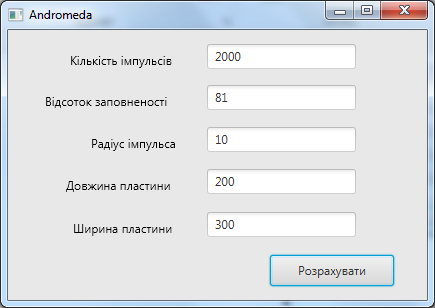 Andromeda
Кількість імпульсів 2000
Відсоток заповненості 81
Радіус імпульса 10
Довжина пластини 200
Ширина пластини 300
Розрахувати